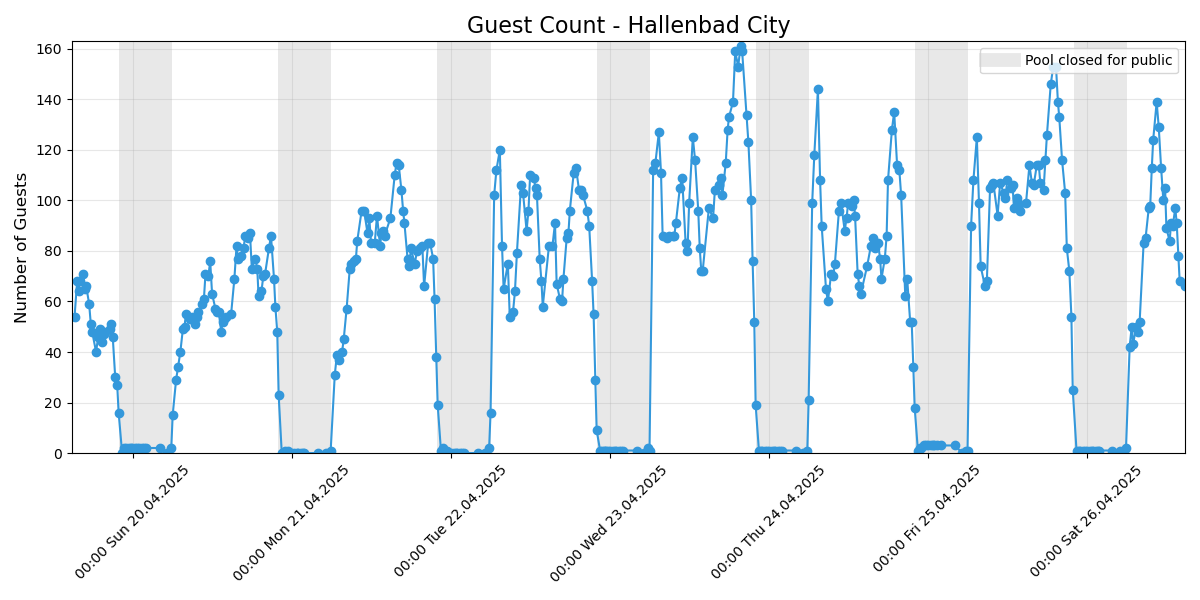 Guest Count - Hallenbad City
Pool closed for public
Number of Guests
160
140
120
100
80
60
40
20
0
00:00 Sun 20.04.2025
00:00 Mon 21.04.2025
00:00 Tue 22.04.2025
00:00 Wed 23.04.2025
00:00 Thu 24.04.2025
00:00 Fri 25.04.2025
00:00 Sat 26.04.2025